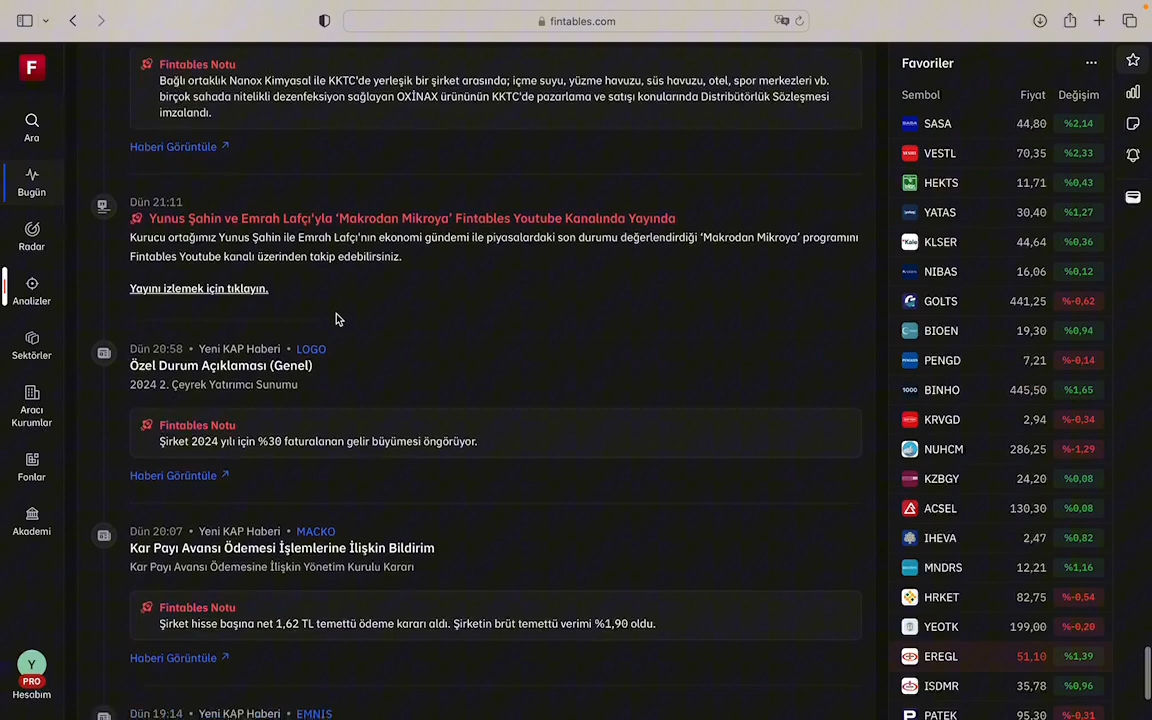 fintables.com
F
Ara
Bugün
Radar
Analizler
Sektörler
Aracı
Kurumlar
Fonlar
Akademi
Y
PRO
Hesabım
Fintables Notu
Bağlı ortaklık Nanox Kimyasal ile KKTC'de yerleşik bir şirket arasında; içme suyu, yüzme havuzu, süs havuzu, otel, spor merkezleri vb.
birçok sahada nitelikli dezenfeksiyon sağlayan OXİNAX ürününün KKTC'de pazarlama ve satışı konularında Distribütörlük Sözleşmesi
imzalandı.
Haberi Görüntüle
Dün 21:11
Yunus Şahin ve Emrah Lafçı'yla ‘Makrodan Mikroya’ Fintables Youtube Kanalında Yayında
Kurucu ortağımız Yunus Şahin ile Emrah Lafçı'nın ekonomi gündemi ile piyasalardaki son durumu değerlendirdiği ‘Makrodan Mikroya’ programını
Fintables Youtube kanalı üzerinden takip edebilirsiniz.
Yayını izlemek için tıklayın.
Dün 20:58 • Yeni KAP Haberi • LOGO
Özel Durum Açıklaması (Genel)
2024 2. Çeyrek Yatırımcı Sunumu
Fintables Notu
Şirket 2024 yılı için %30 faturalanan gelir büyümesi öngörüyor.
Haberi Görüntüle
Dün 20:07 • Yeni KAP Haberi • MACKO
Kar Payı Avansı Ödemesi İşlemlerine İlişkin Bildirim
Kar Payı Avansı Ödemesine İlişkin Yönetim Kurulu Kararı
Fintables Notu
Şirket hisse başına net 1,62 TL temettü ödeme kararı aldı. Şirketin brüt temettü verimi %1,90 oldu.
Haberi Görüntüle
Dün 19:14 • Yeni KAP Haberi • EMNIS
Favoriler
Sembol Fiyat Değişim
SASA 44,80 %2,14
VESTL 70,35 %2,33
HEKTS 11,71 %0,43
YATAS 30,40 %1,27
KLSER 44,64 %0,36
NIBAS 16,06 %0,12
GOLTS 441,25 %-0,62
BIOEN 19,30 %0,94
PENGD 7,21 %-0,14
BINHO 445,50 %1,65
KRVGD 2,94 %-0,34
NUHCM 286,25 %-1,29
KZBGY 24,20 %0,08
ACSEL 130,30 %0,08
IHEVA 2,47 %0,82
MNDRS 12,21 %1,16
HRKET 82,75 %-0,54
YEOTK 199,00 %-0,20
EREGL 51,10 %1,39
ISDMR 35,78 %0,96
PATEK 95,30 %-0,31